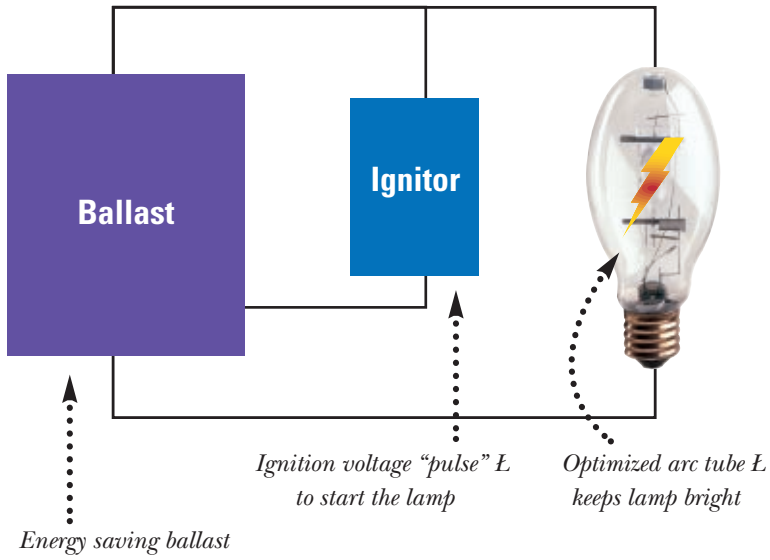 Ballast
Ignitor
Ignition voltage “pulse” Ł
to start the lamp
Optimized arc tube Ł
keeps lamp bright
Energy saving ballast